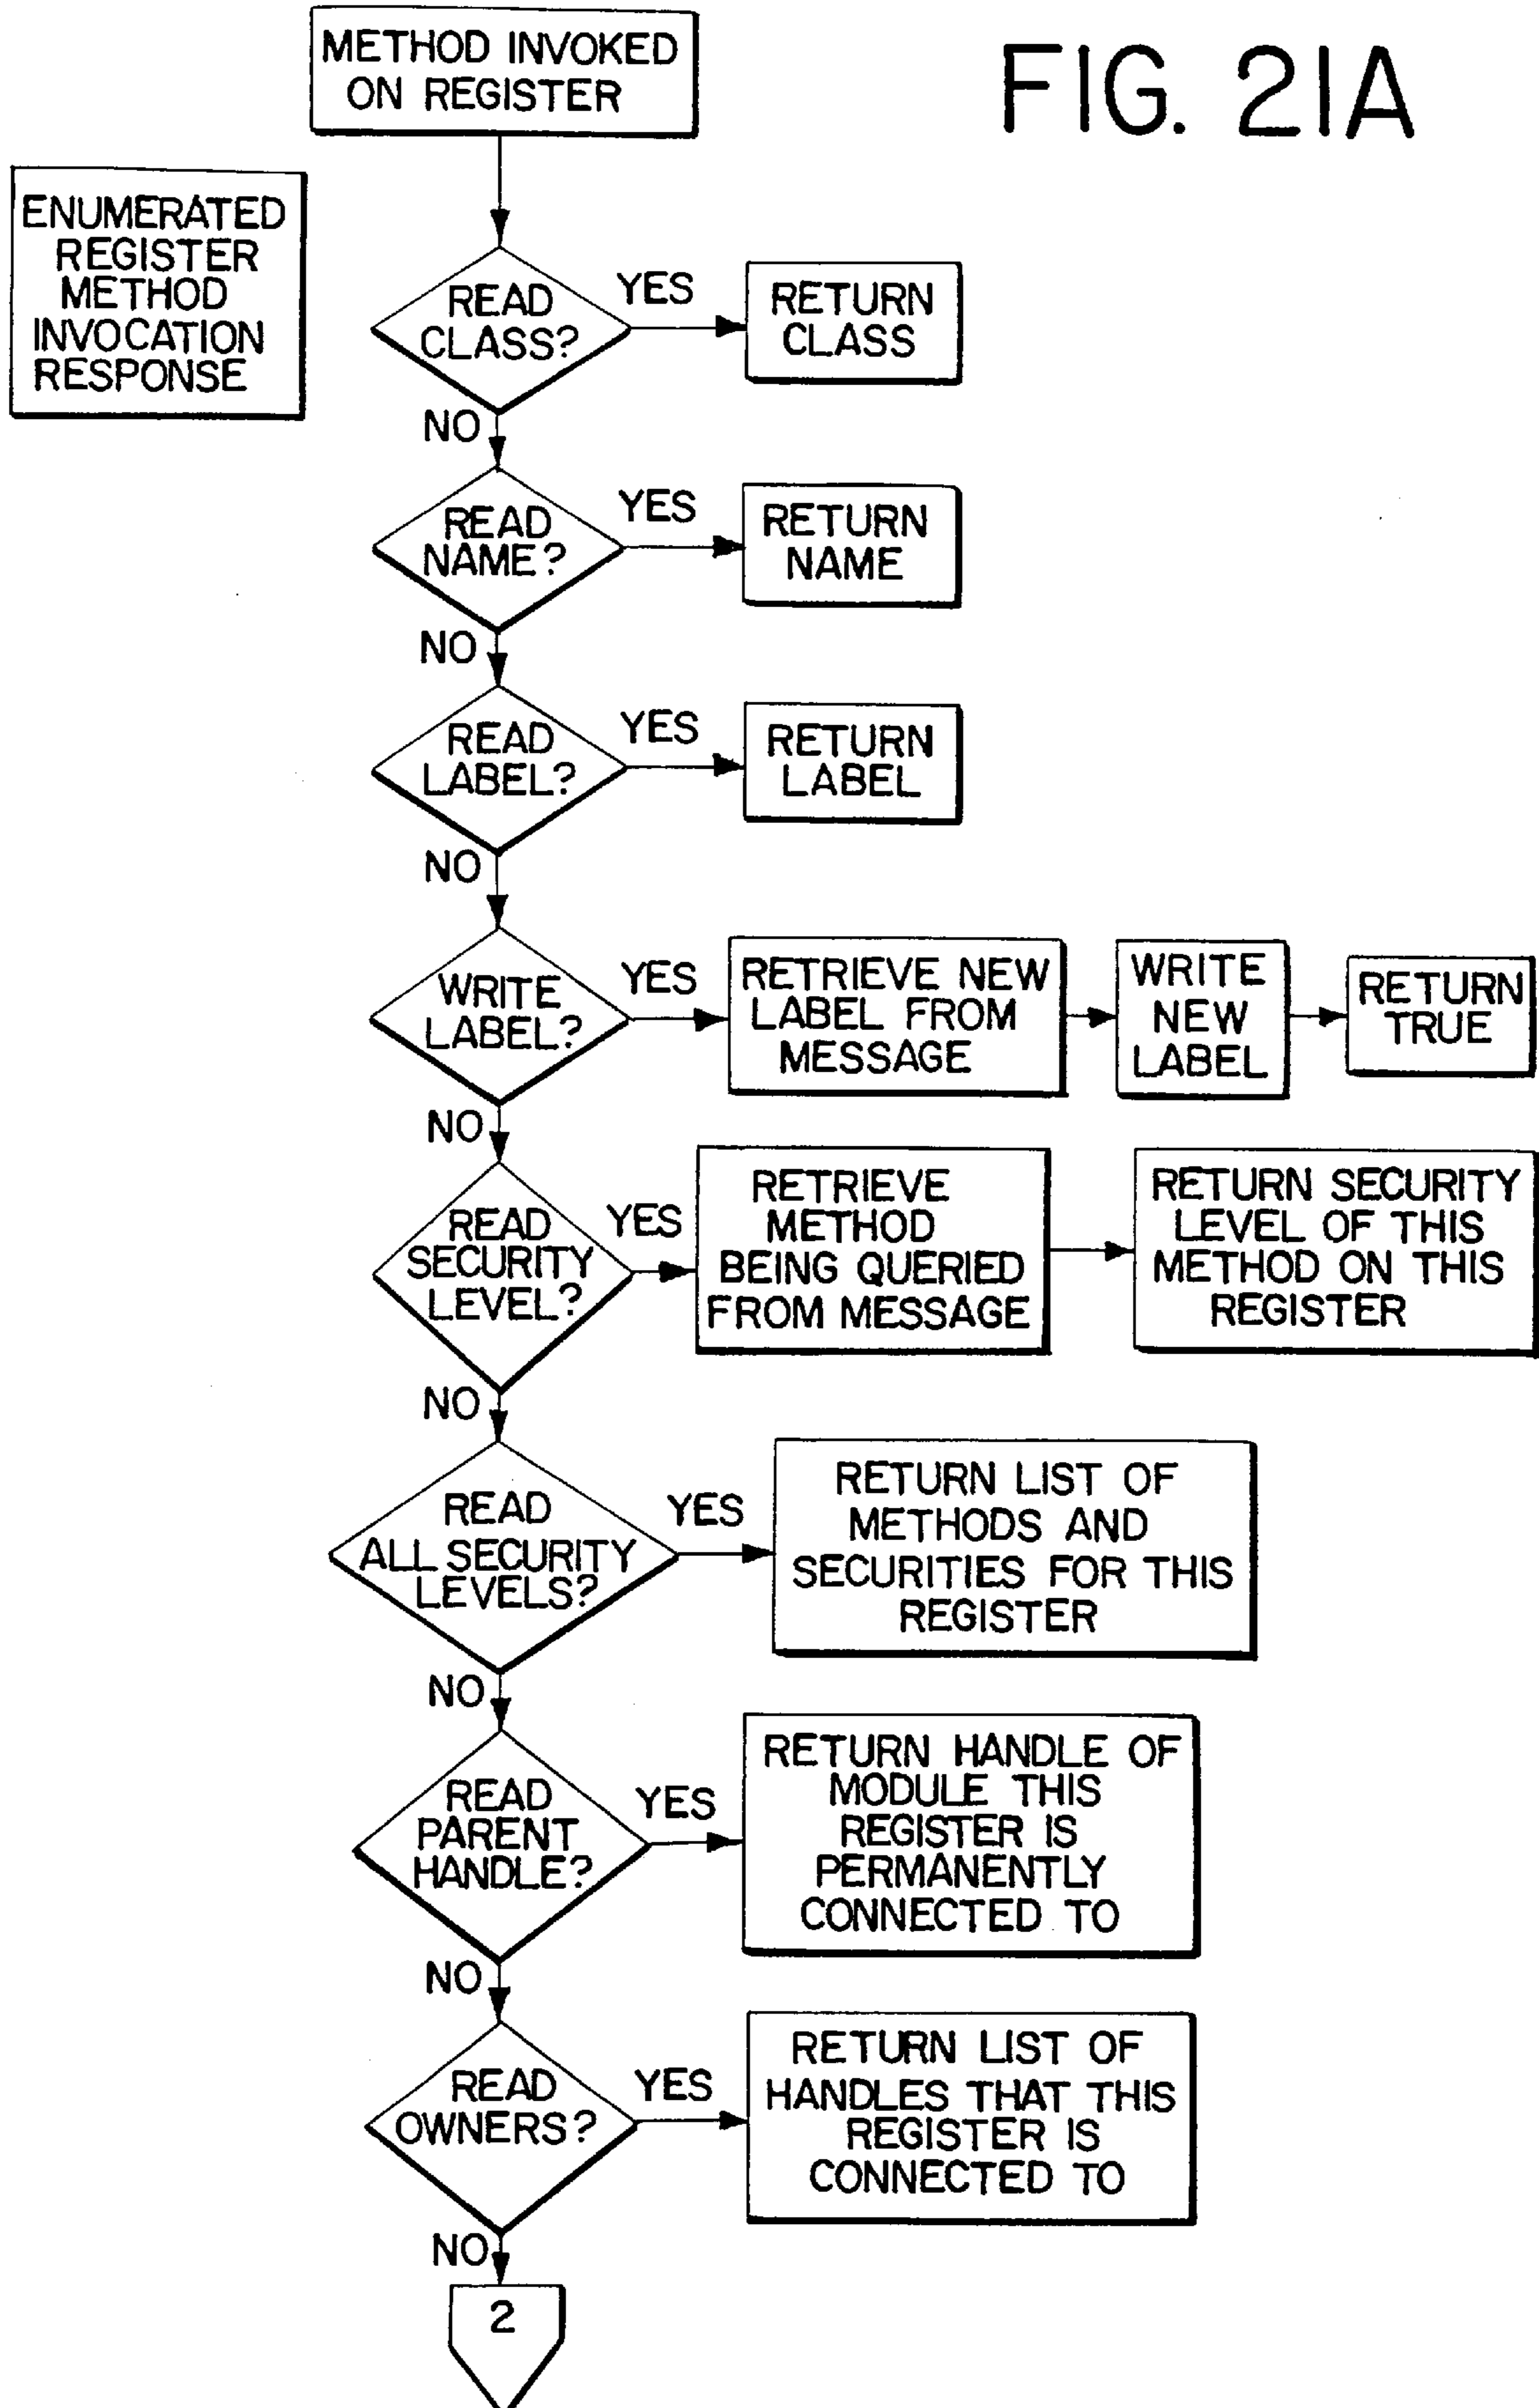 METHOD INVOKED
ON REGISTER
FIG. 21A
ENUMERATED
REGISTER
METHOD
INVOCATION
RESPONSE
READ
CLASS?
YES
RETURN
CLASS
NO
READ
NAME?
YES
RETURN
NAME
NO
READ
LABEL?
YES
RETURN
LABEL
NO
WRITE
LABEL?
YES
RETRIEVE NEW
LABEL FROM
MESSAGE
WRITE
NEW
LABEL
RETURN
TRUE
NO
READ
SECURITY
LEVEL?
YES
RETRIEVE
METHOD
BEING QUERIED
FROM MESSAGE
RETURN SECURITY
LEVEL OF THIS
METHOD ON THIS
REGISTER
NO
READ
ALL SECURITY
LEVELS?
YES
RETURN LIST OF
METHODS AND
SECURITIES FOR THIS
REGISTER
NO
READ
PARENT
HANDLE?
YES
RETURN HANDLE OF
MODULE THIS
REGISTER IS
PERMANENTLY
CONNECTED TO
NO
READ
OWNERS?
YES
RETURN LIST OF
HANDLES THAT THIS
REGISTER IS
CONNECTED TO
NO
2